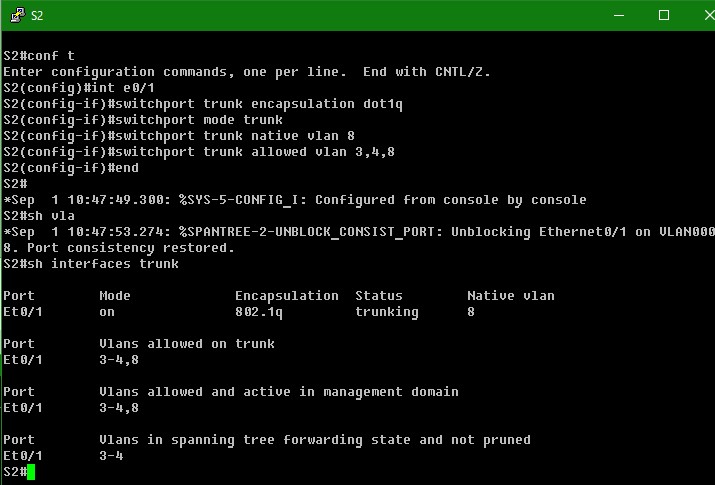 S2
S2#conf t
Enter configuration commands, one per line.  End with CNTL/Z.
S2(config)#int e0/1
S2(config-if)#switchport trunk encapsulation dot1q
S2(config-if)#switchport mode trunk
S2(config-if)#switchport trunk native vlan 8
S2(config-if)#switchport trunk allowed vlan 3,4,8
S2(config-if)#end
S2#
*Sep  1 10:47:49.300: %SYS-5-CONFIG_I: Configured from console by console
S2#sh vla
*Sep  1 10:47:53.274: %SPANTREE-2-UNBLOCK_CONSIST_PORT: Unblocking Ethernet0/1 on VLAN000
8. Port consistency restored.
S2#sh interfaces trunk
Port        Mode             Encapsulation  Status        Native vlan
Et0/1       on               802.1q         trunking      8
Port        Vlans allowed on trunk
Et0/1       3-4,8
Port        Vlans allowed and active in management domain
Et0/1       3-4,8
Port        Vlans in spanning tree forwarding state and not pruned
Et0/1       3-4
S2#